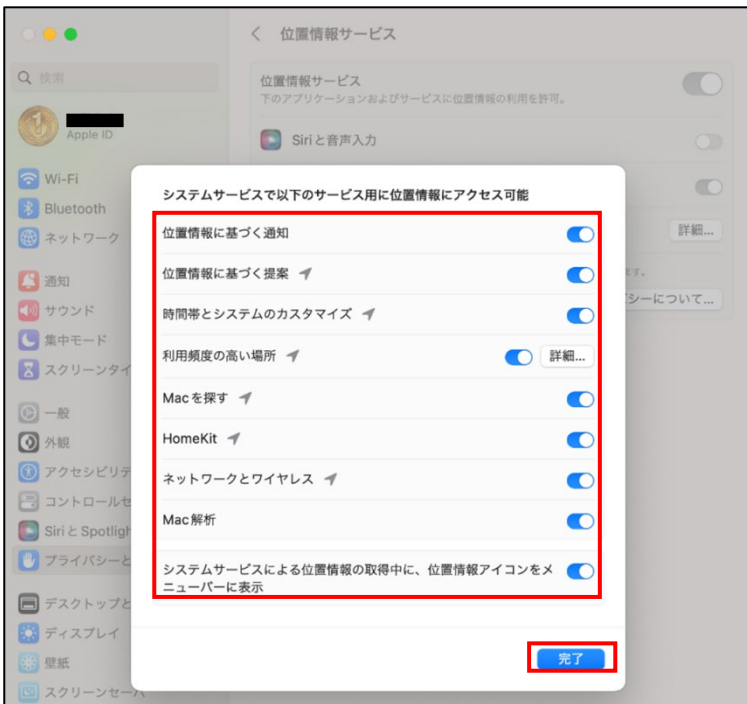 位置情報サービス
検索
位置情報サービス
下のアプリケーションおよびサービスに位置情報の利用を許可。
Apple ID
Siriと音声入力
Wi-Fi
Bluetooth
ネットワーク
詳細...
通知
サウンド
シーについて...
集中モード
スクリーンタイ
一般
外観
アクセシビリテ
コントロールセ
SiriとSpotligh
プライバシーと
デスクトップと
ディスプレイ
壁紙
スクリーンセーバ
システムサービスで以下のサービス用に位置情報にアクセス可能
位置情報に基づく通知
位置情報に基づく提案
時間帯とシステムのカスタマイズ
利用頻度の高い場所
詳細...
Macを探す
HomeKit
ネットワークとワイヤレス
Mac解析
システムサービスによる位置情報の取得中に、位置情報アイコンをメ
ニューバーに表示
完了